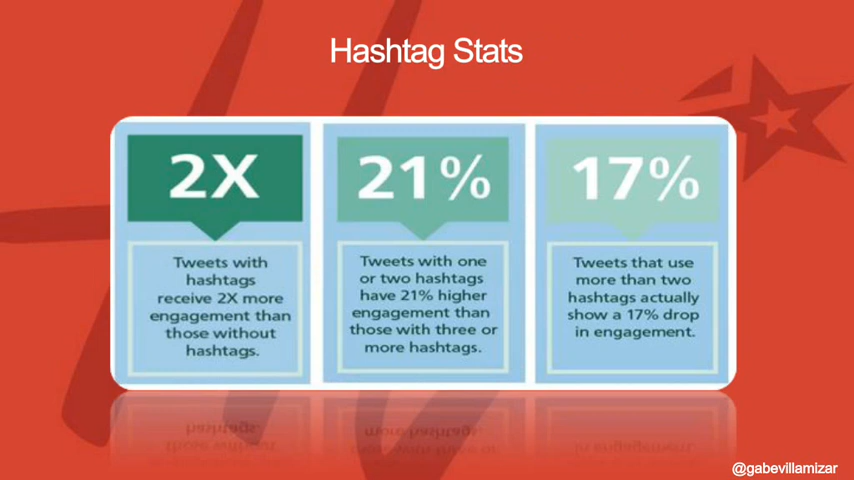 Hashtag Stats
2X
Tweets with
hashtags
receive 2X more
engagement than
those without
hashtags.
21%
Tweets with one
or two hashtags
have 21% higher
engagement than
those with three or
more hashtags.
17%
Tweets that use
more than two
hashtags actually
show a 17% drop
in engagement.
@gabevillamizar